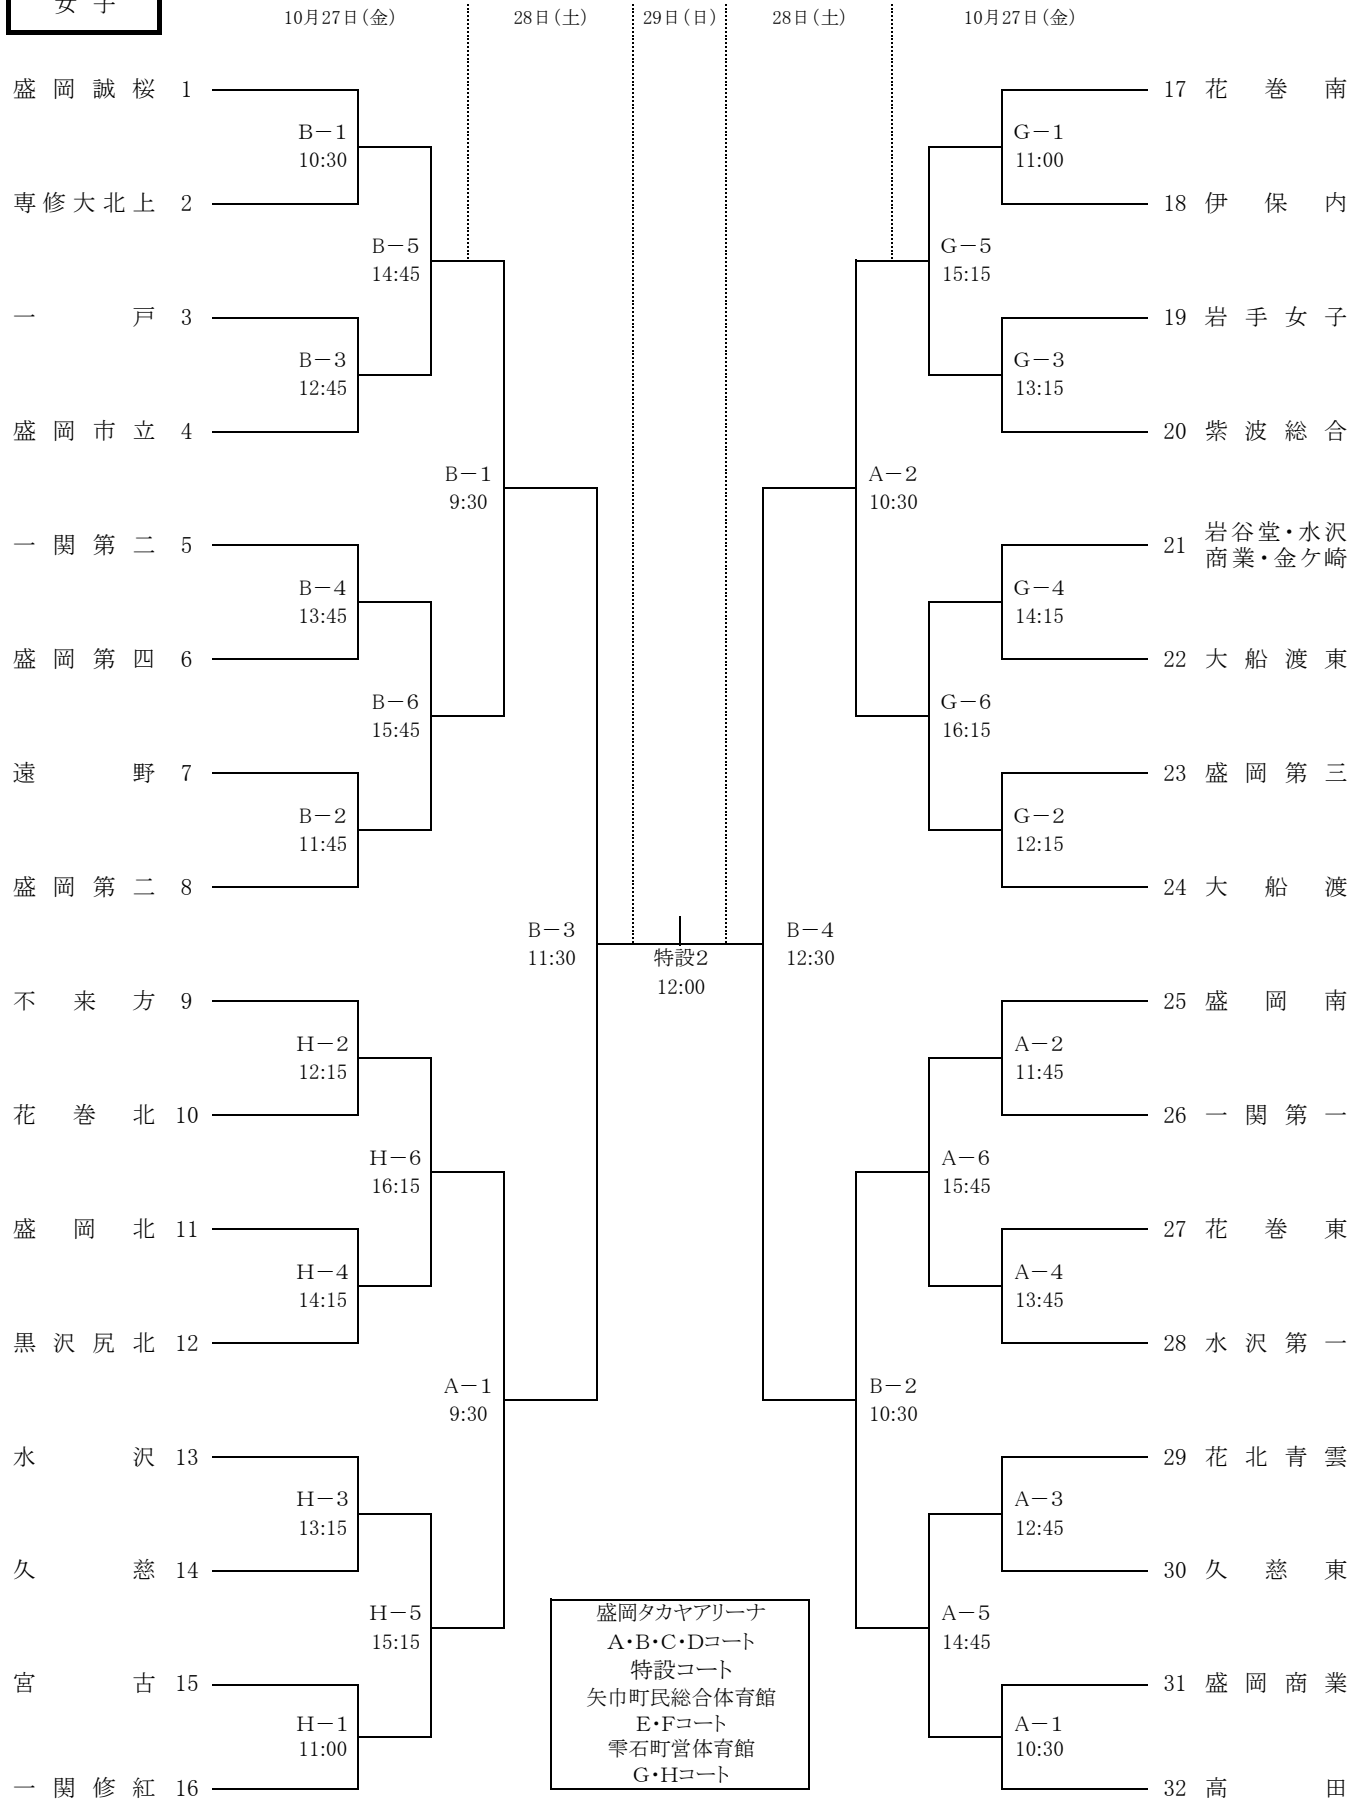 女子
10月27日(金) 28日(土) 29日(日) 28日(土) 10月27日(金)
盛岡誠桜 1
B－1
10:30
専修大北上 2
B－5
14:45
一戸 3
B－3
12:45
盛岡市立 4
B－1
9:30
一関第二 5
B－4
13:45
盛岡第四 6
B－6
15:45
遠野 7
B－2
11:45
盛岡第二 8
B－3
11:30
不来方 9
H－2
12:15
花巻北 10
H－6
16:15
盛岡北 11
H－4
14:15
黒沢尻北 12
A－1
9:30
水沢 13
H－3
13:15
久慈 14
H－5
15:15
宮古 15
H－1
11:00
一関修紅 16
特設2
12:00
17 花巻南
G－1
11:00
18 伊保内
G－5
15:15
19 岩手女子
G－3
13:15
20 紫波総合
A－2
10:30
21 岩谷堂・水沢
商業・金ケ崎
G－4
14:15
22 大船渡東
G－6
16:15
23 盛岡第三
G－2
12:15
24 大船渡
B－4
12:30
25 盛岡南
A－2
11:45
26 一関第一
A－6
15:45
27 花巻東
A－4
13:45
28 水沢第一
B－2
10:30
29 花北青雲
A－3
12:45
30 久慈東
A－5
14:45
31 盛岡商業
A－1
10:30
32 高田
盛岡タカヤアリーナ
A・B・C・Dコート
特設コート
矢巾町民総合体育館
E・Fコート
雫石町営体育館
G・Hコート